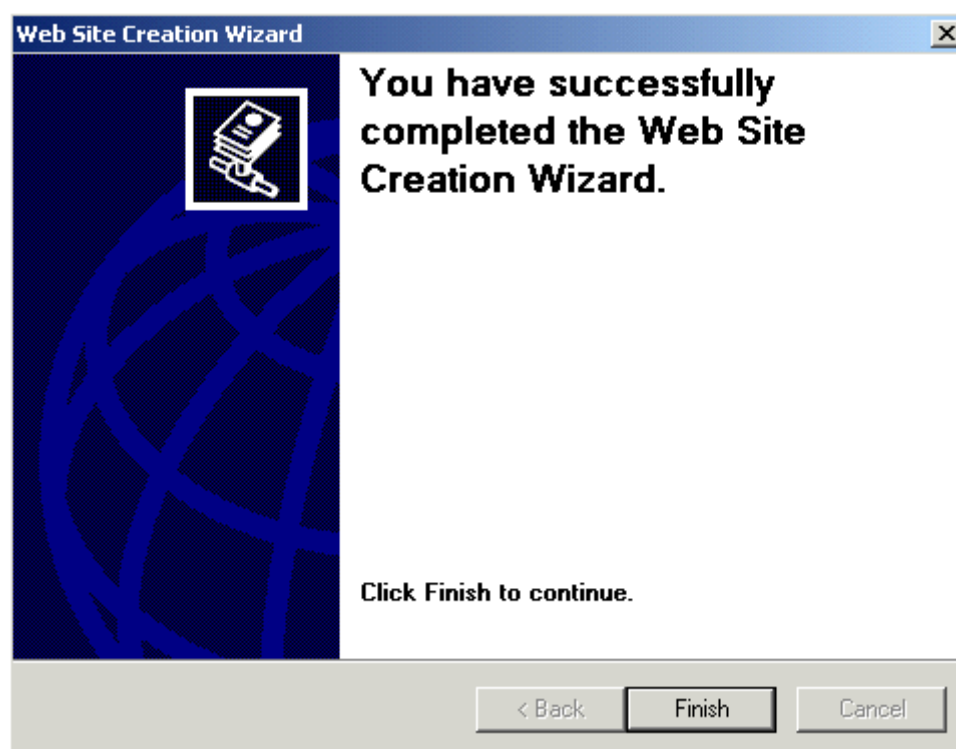 Web Site Creation Wizard
You have successfully
completed the Web Site
Creation Wizard.
Click Finish to continue.
< Back
Finish
Cancel